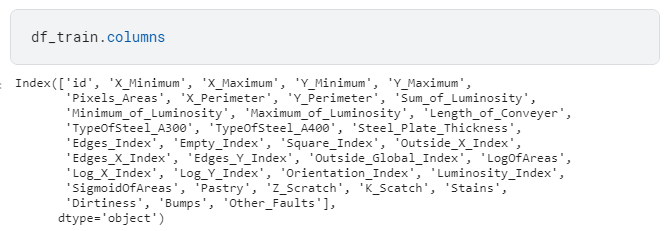 df_train.columns
Index(['id', 'X_Minimum', 'X_Maximum', 'Y_Minimum', 'Y_Maximum',
'Pixels_Areas', 'X_Perimeter', 'Y_Perimeter', 'Sum_of_Luminosity',
'Minimum_of_Luminosity', 'Maximum_of_Luminosity', 'Length_of_Conveyer',
'TypeOfSteel_A300', 'TypeOfSteel_A400', 'Steel_Plate_Thickness',
'Edges_Index', 'Empty_Index', 'Square_Index', 'Outside_X_Index',
'Edges_X_Index', 'Edges_Y_Index', 'Outside_Global_Index', 'LogOfAreas',
'Log_X_Index', 'Log_Y_Index', 'Orientation_Index', 'Luminosity_Index',
'SigmoidOfAreas', 'Pastry', 'Z_Scratch', 'K_Scatch', 'Stains',
'Dirtiness', 'Bumps', 'Other_Faults'],
dtype='object')